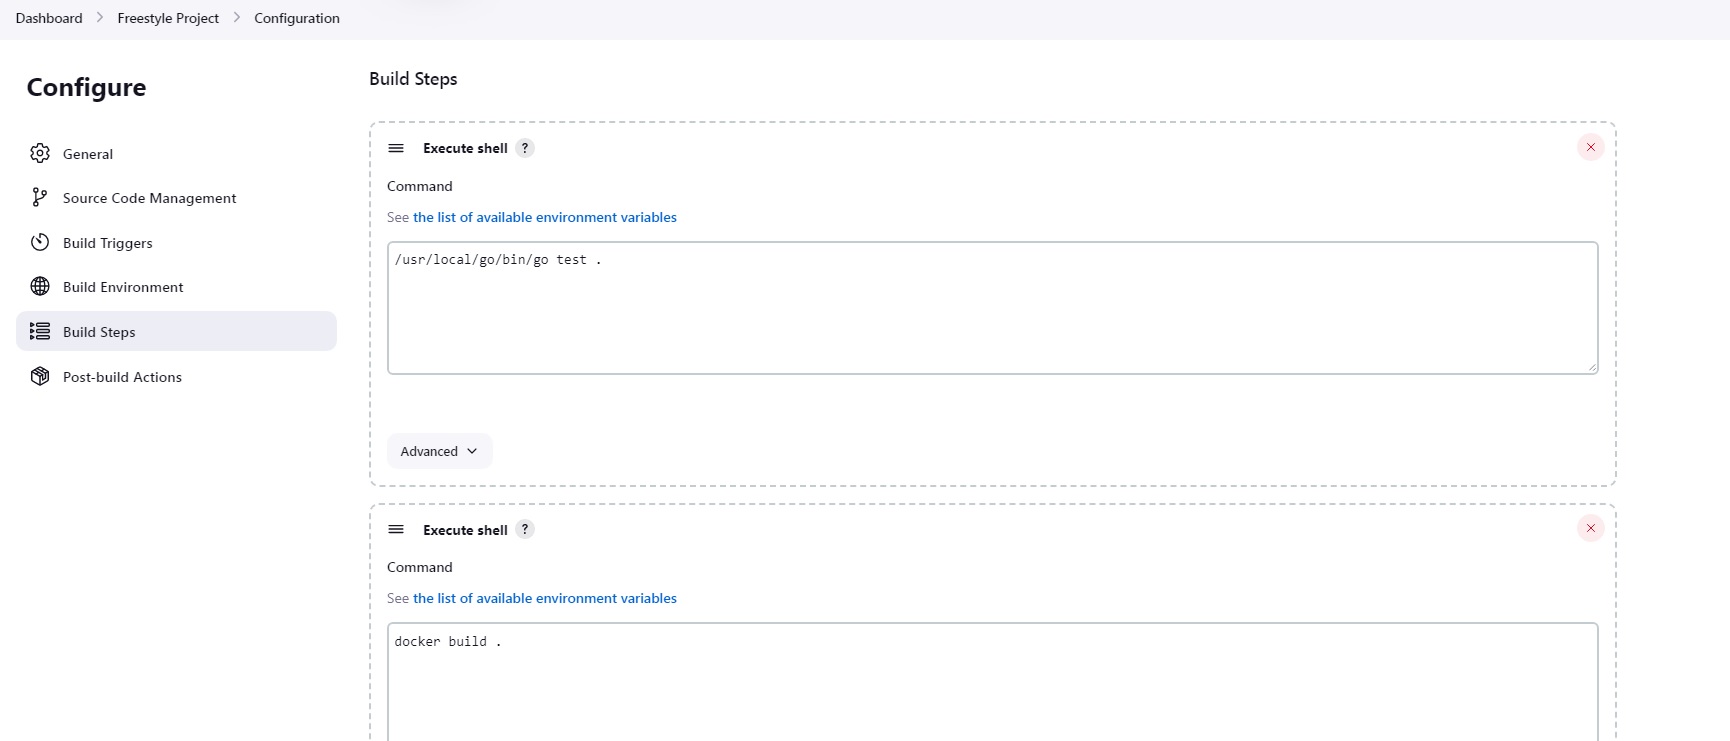 Dashboard > Freestyle Project > Configuration
Configure
General
Source Code Management
Build Triggers
Build Environment
Build Steps
Post-build Actions
Build Steps
Execute shell ?
Command
See the list of available environment variables
/usr/local/go/bin/go test .
Advanced
Execute shell ?
Command
See the list of available environment variables
docker build .